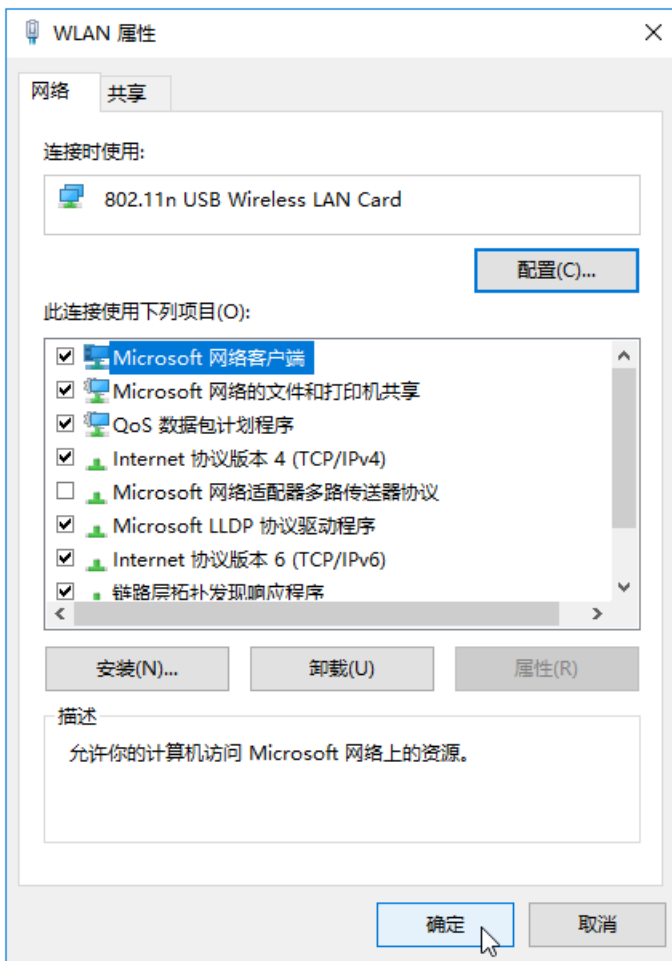 WLAN 属性
网络 共享
连接时使用:
802.11n USB Wireless LAN Card
配置(C)...
此连接使用下列项目(O):
Microsoft 网络客户端
Microsoft 网络的文件和打印机共享
QoS 数据包计划程序
Internet 协议版本 4 (TCP/IPv4)
Microsoft 网络适配器多路传送器协议
Microsoft LLDP 协议驱动程序
Internet 协议版本 6 (TCP/IPv6)
链路层拓扑发现响应程序
安装(N)... 卸载(U) 属性(R)
描述
允许你的计算机访问 Microsoft 网络上的资源。
确定 取消